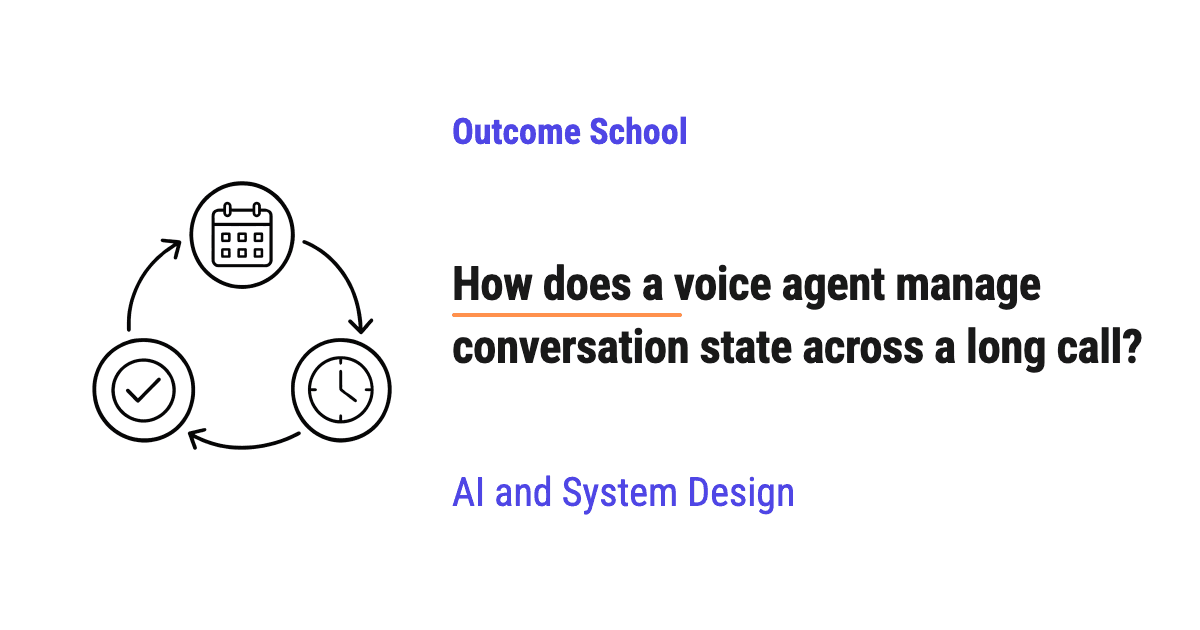 Outcome School
How does a voice agent manage
conversation state across a long call?
AI and System Design